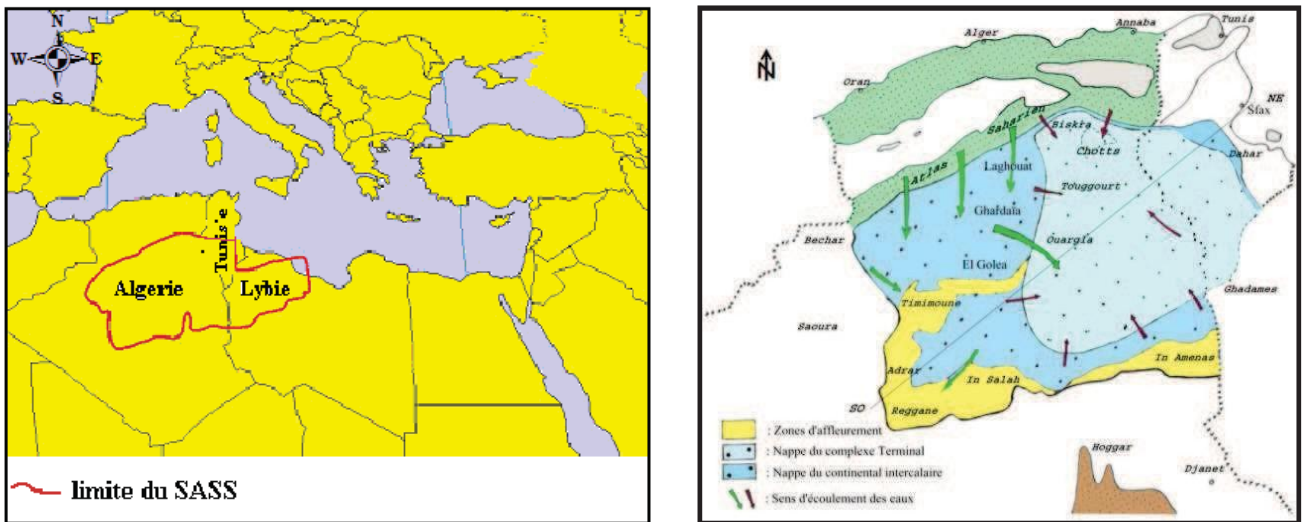 N
W E
S
Tunisie
Algerie
Lybie
limite du SASS
N
Alger
Annaba
Tunis
Oran
NE
Sfax
Saharien
Biskra
Atlas
Chotts
Dahar
Laghouat
Touggourt
Ghardaïa
Bechar
Ouargla
El Golea
Timimoune
Ghadames
Saoura
In Amenas
Adrar
In Salah
SO
Reggane
: Zones d'affleurement
: Nappe du complexe Terminal
: Nappe du continental intercalaire
: Sens d'écoulement des eaux
Hoggar
Djanet